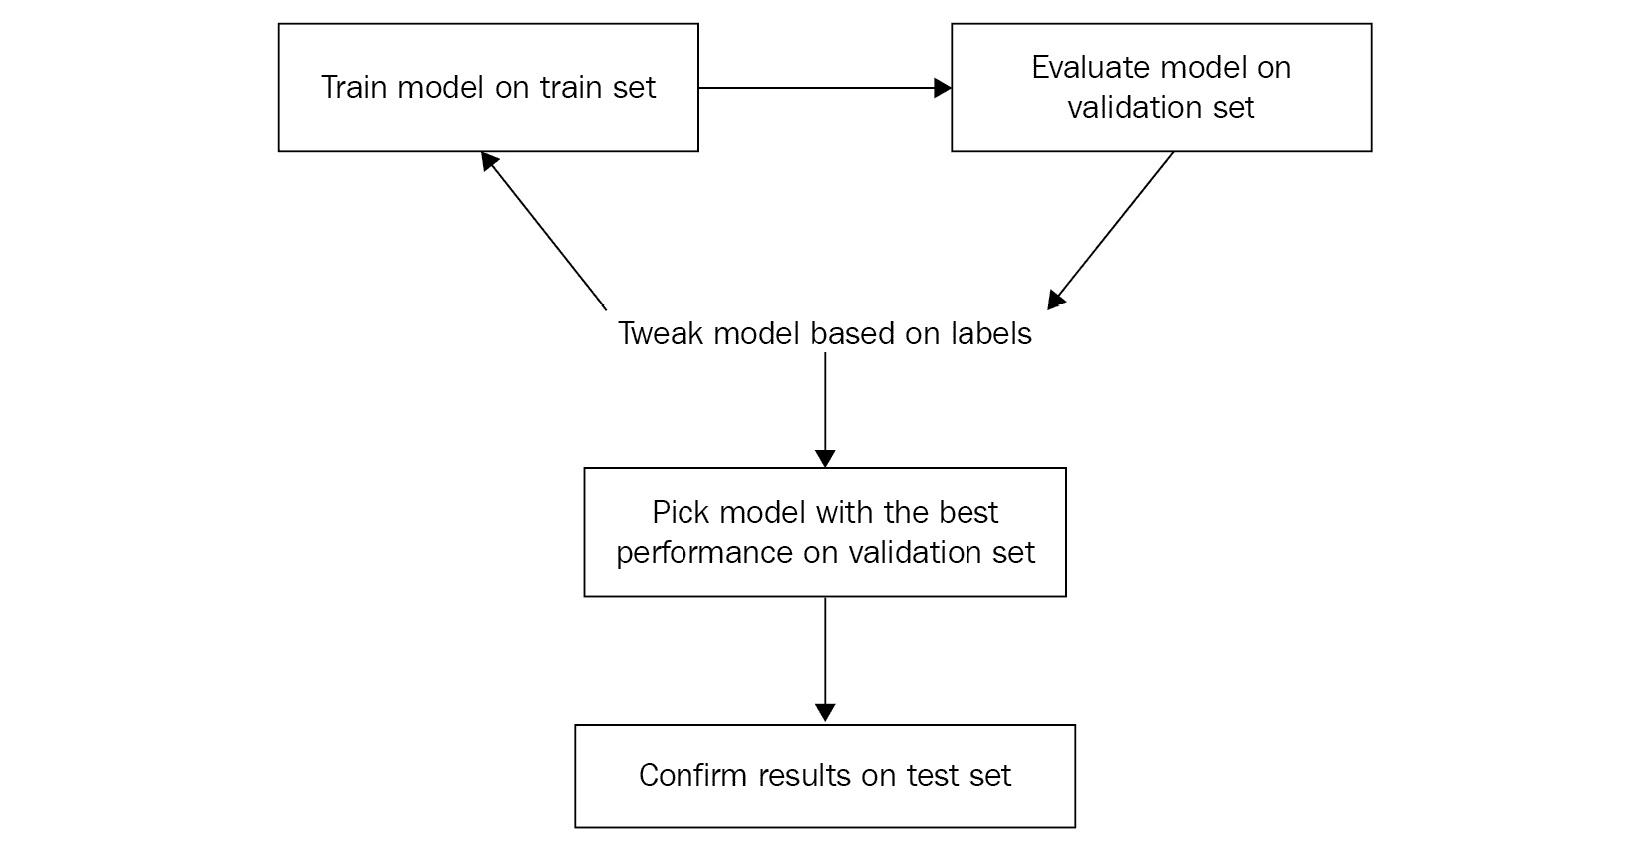 Train model on train set
Evaluate model on
validation set
Tweak model based on labels
Pick model with the best
performance on validation set
Confirm results on test set